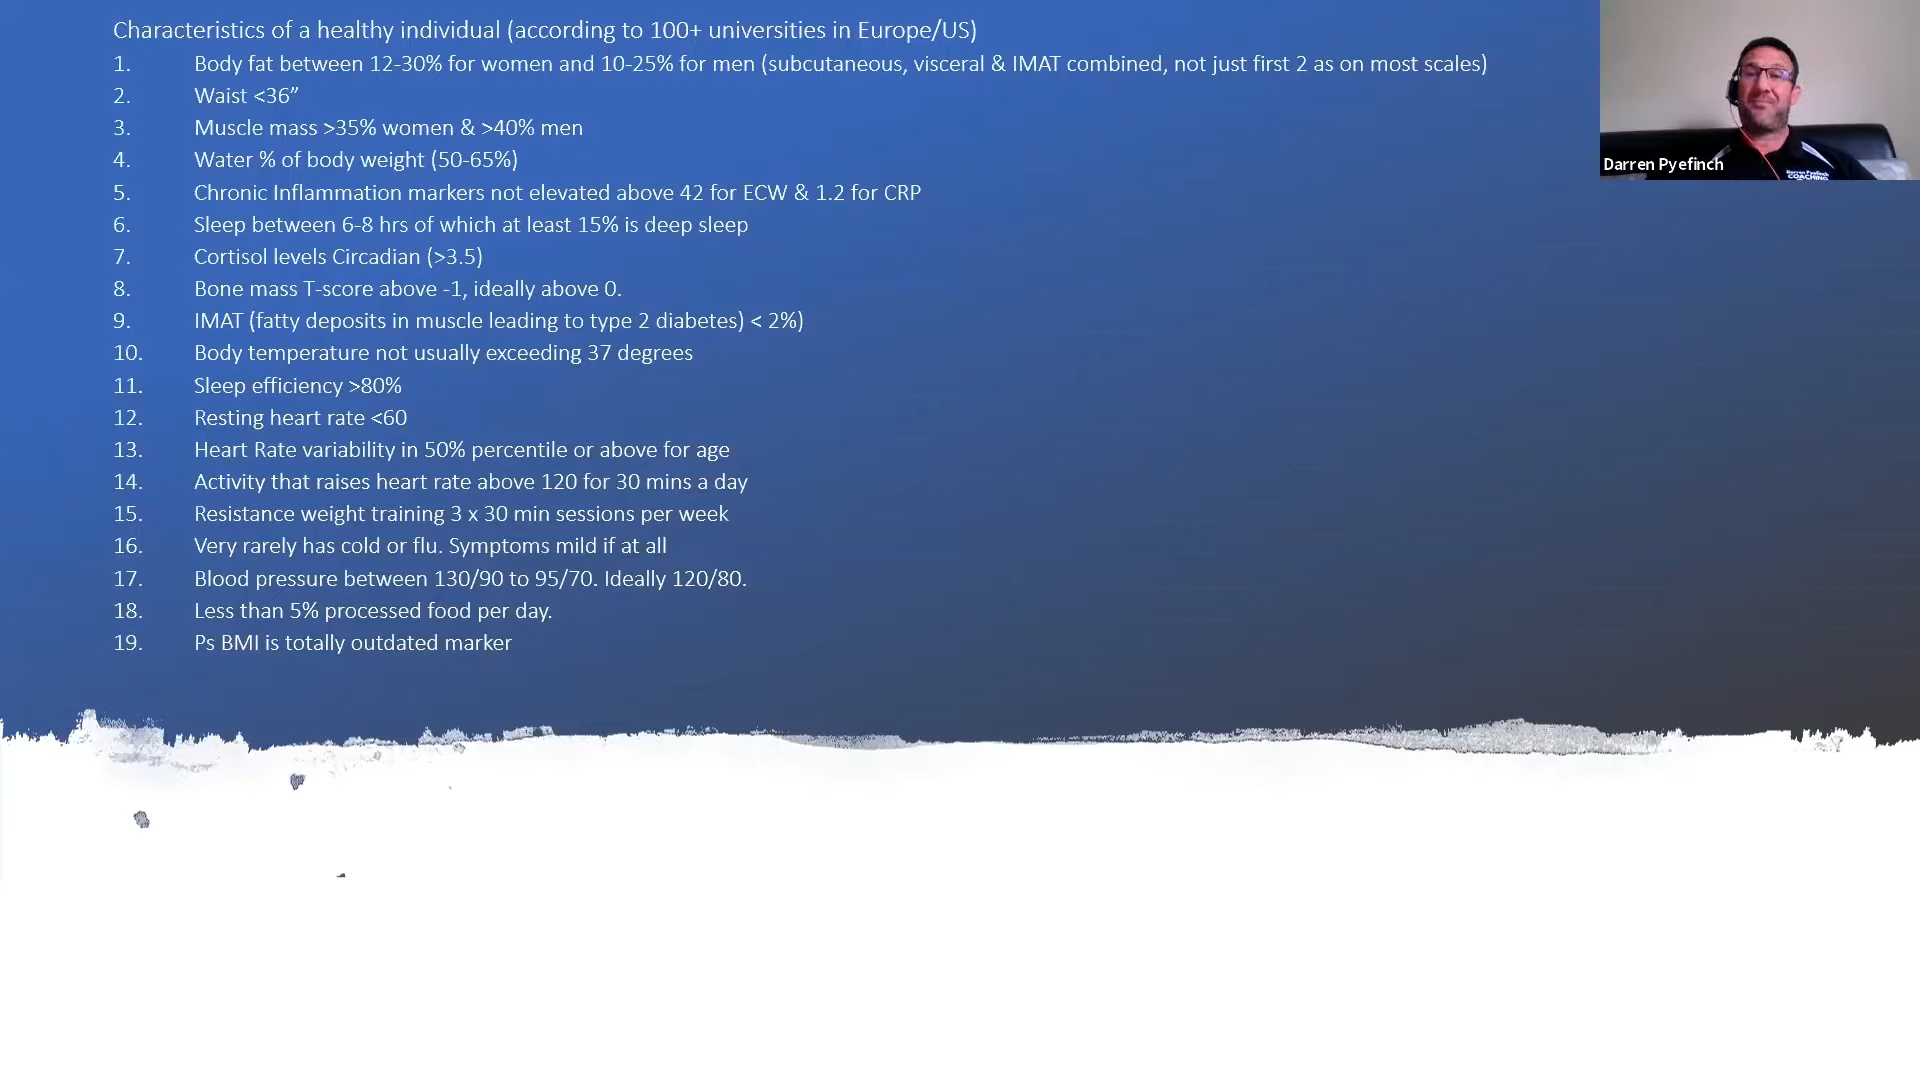 Characteristics of a healthy individual (according to 100+ universities in Europe/US)
1. Body fat between 12-30% for women and 10-25% for men (subcutaneous, visceral & IMAT combined, not just first 2 as on most scales)
2. Waist <36”
3. Muscle mass >35% women & >40% men
4. Water % of body weight (50-65%)
5. Chronic Inflammation markers not elevated above 42 for ECW & 1.2 for CRP
6. Sleep between 6-8 hrs of which at least 15% is deep sleep
7. Cortisol levels Circadian (>3.5)
8. Bone mass T-score above -1, ideally above 0.
9. IMAT (fatty deposits in muscle leading to type 2 diabetes) < 2%)
10. Body temperature not usually exceeding 37 degrees
11. Sleep efficiency >80%
12. Resting heart rate <60
13. Heart Rate variability in 50% percentile or above for age
14. Activity that raises heart rate above 120 for 30 mins a day
15. Resistance weight training 3 x 30 min sessions per week
16. Very rarely has cold or flu. Symptoms mild if at all
17. Blood pressure between 130/90 to 95/70. Ideally 120/80.
18. Less than 5% processed food per day.
19. Ps BMI is totally outdated marker
Darren Pyefinch
Darren Pyefinch
COACHING